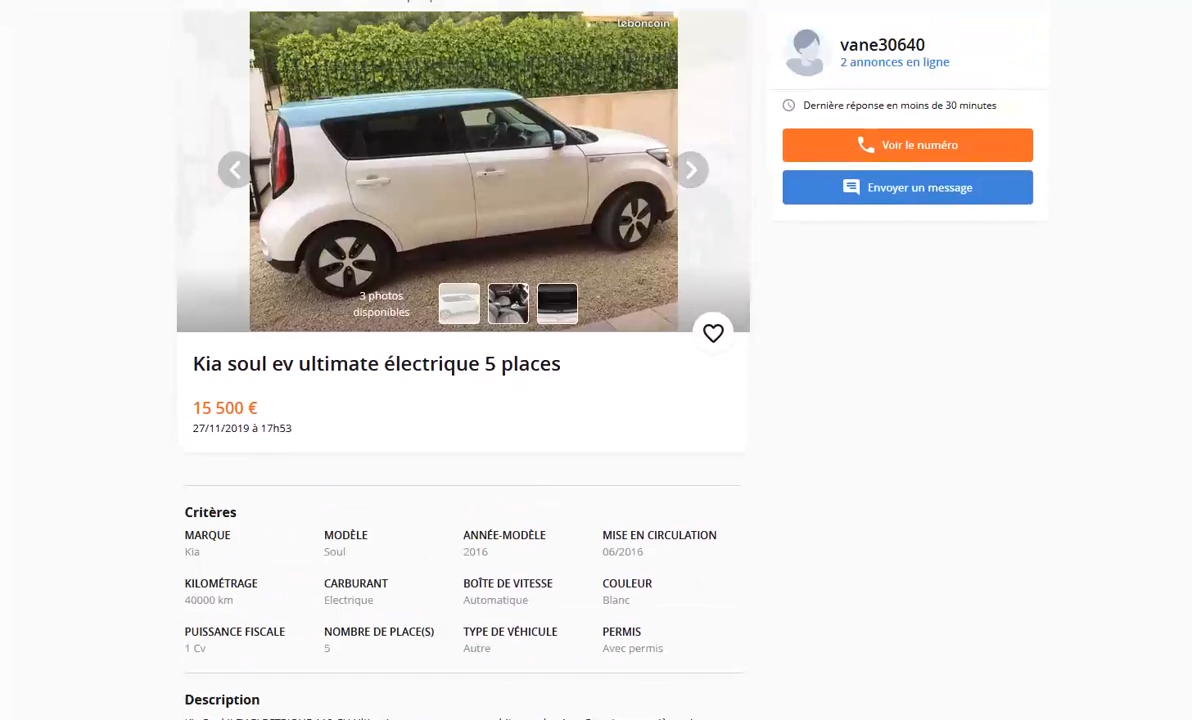 leboncoin
vane30640
2 annonces en ligne
Dernière réponse en moins de 30 minutes
Voir le numéro
Envoyer un message
3 photos
disponibles
Kia soul ev ultimate électrique 5 places
15 500 €
27/11/2019 à 17h53
Critères
MARQUE MODÈLE ANNÉE-MODÈLE MISE EN CIRCULATION
Kia Soul 2016 06/2016
KILOMÉTRAGE CARBURANT BOÎTE DE VITESSE COULEUR
40000 km Electrique Automatique Blanc
PUISSANCE FISCALE NOMBRE DE PLACE(S) TYPE DE VÉHICULE PERMIS
1 Cv 5 Autre Avec permis
Description